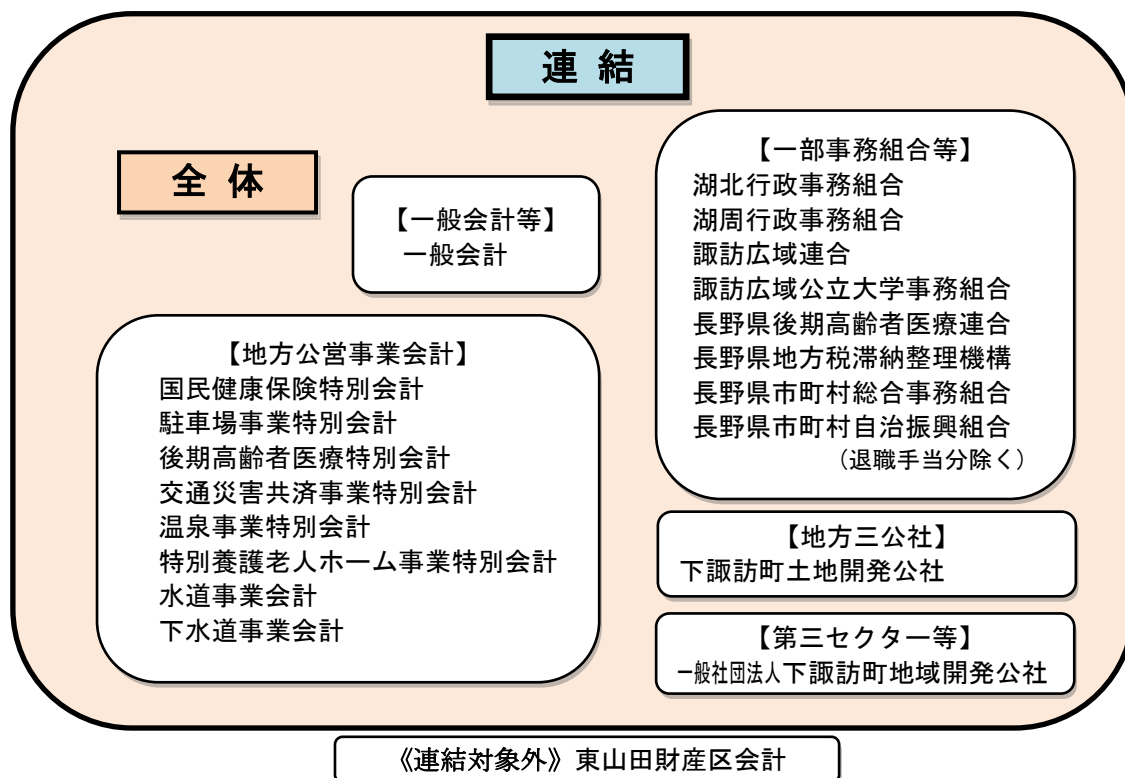 連結
全体
【一般会計等】
一般会計
【地方公営事業会計】
国民健康保険特別会計
駐車場事業特別会計
後期高齢者医療特別会計
交通災害共済事業特別会計
温泉事業特別会計
特別養護老人ホーム事業特別会計
水道事業会計
下水道事業会計
【一部事務組合等】
湖北行政事務組合
湖周行政事務組合
諏訪広域連合
諏訪広域公立大学事務組合
長野県後期高齢者医療連合
長野県地方税滞納整理機構
長野県市町村総合事務組合
長野県市町村自治振興組合
（退職手当分除く）
【地方三公社】
下諏訪町土地開発公社
【第三セクター等】
一般社団法人下諏訪町地域開発公社
《連結対象外》東山田財産区会計